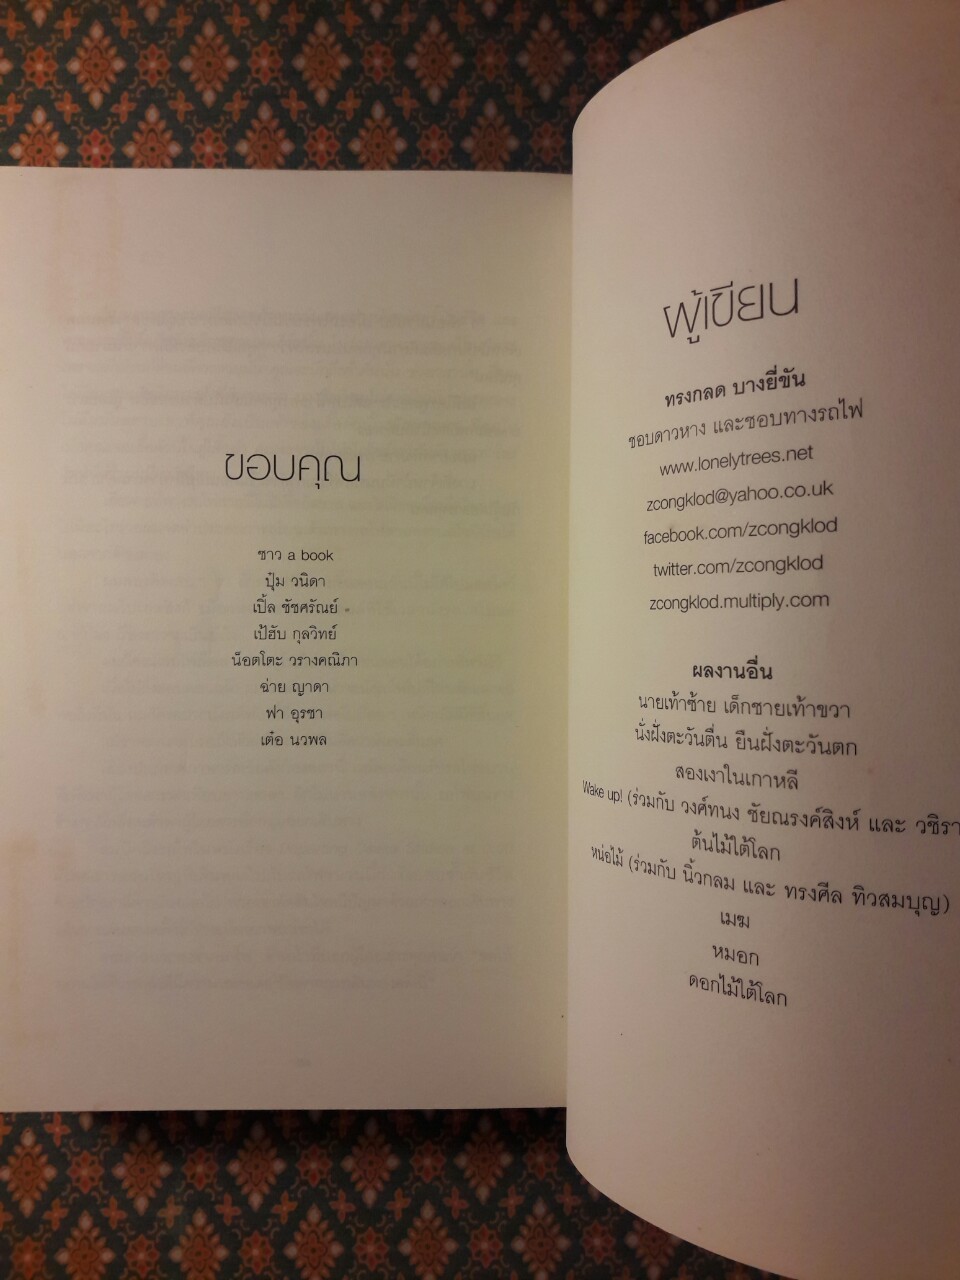 ขอบคุณ
ชาว a book
ปุ๋ม วนิดา
เปิ้ล ชัชศรัณย์
เป้ฮับ กุลวิทย์
น็อตโตะ วรางคณิภา
ฉ่าย ญาดา
ฟา อุรชา
เต๋อ นวพล
ผู้เขียน
ทรงกลด บางยี่ขัน
ชอบดาวหาง และชอบทางรถไฟ
www.lonelytrees.net
zcongklod@yahoo.co.uk
facebook.com/zcongklod
twitter.com/zcongklod
zcongklod.multiply.com
ผลงานอื่น
นายเท้าซ้าย เด็กชายเท้าขวา
นั่งฝั่งตะวันตื่น ยืนฝั่งตะวันตก
สองเงาในเกาหลี
Wake up! (ร่วมกับ วงศ์ทนง ชัยณรงค์สิงห์ และ วชิรา
ต้นไม้ใต้โลก
หน่อไม้ (ร่วมกับ นิ้วกลม และ ทรงศีล ทิวสมบุญ)
เมฆ
หมอก
ดอกไม้ใต้โลก